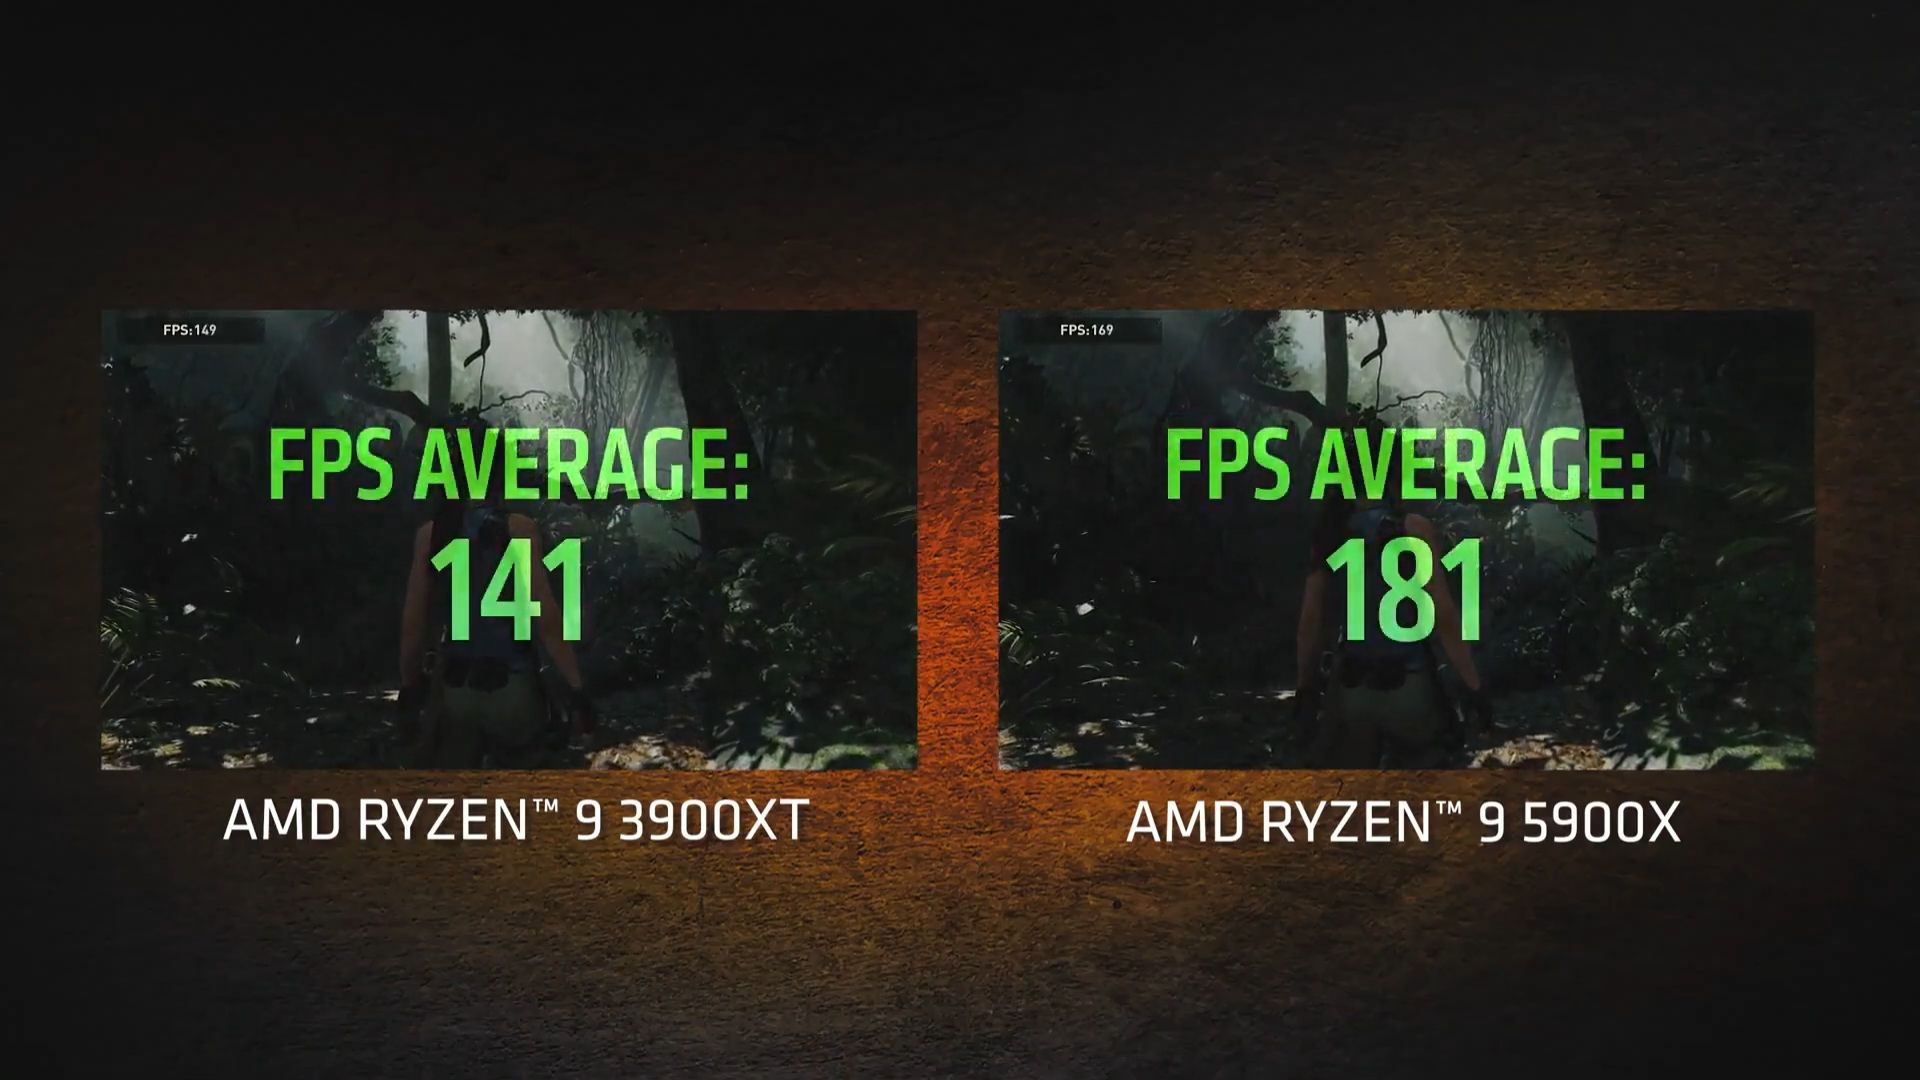 FPS:149
FPS AVERAGE:
141
AMD RYZEN™ 9 3900XT
FPS:169
FPS AVERAGE:
181
AMD RYZEN™ 9 5900X